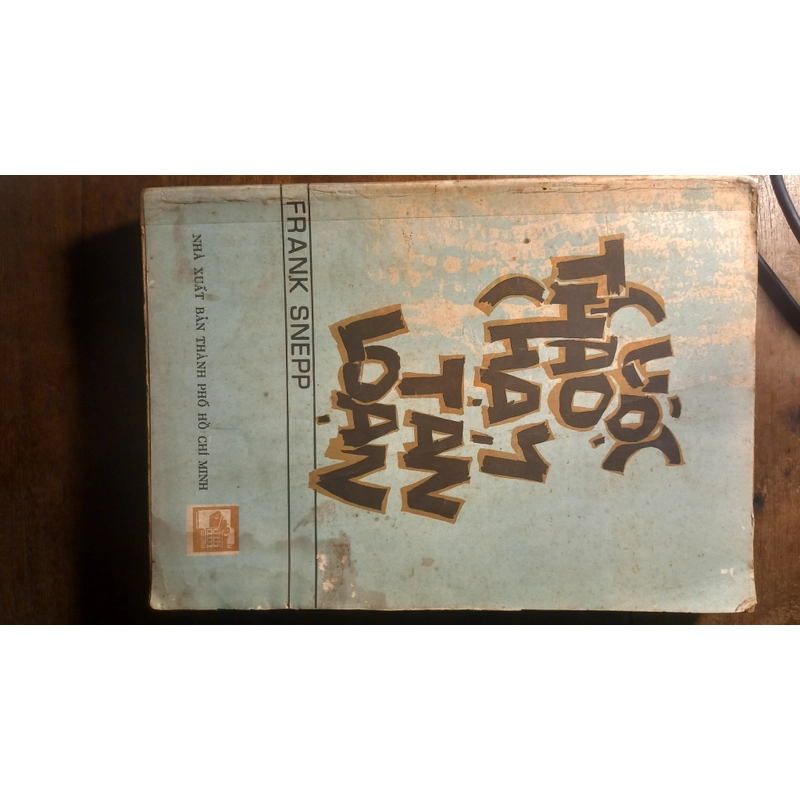 CUỘC
THÁO
CHẠY
TÁN
LOẠN
FRANK SNEPP
NHÀ XUẤT BẢN THÀNH PHỐ HỒ CHÍ MINH